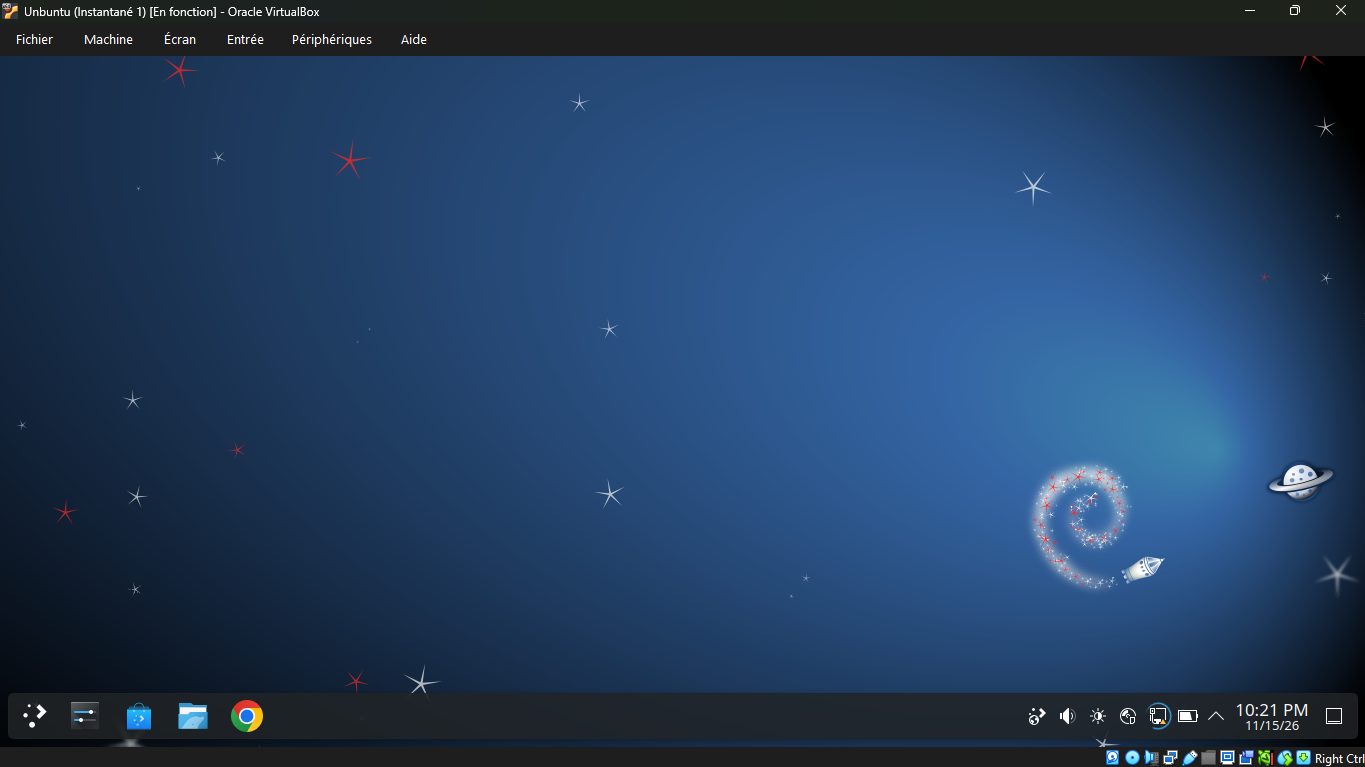 Unbuntu (Instantané 1) [En fonction] - Oracle VirtualBox
Fichier Machine Écran Entrée Périphériques Aide
10:21 PM
11/15/26
Right Ctrl